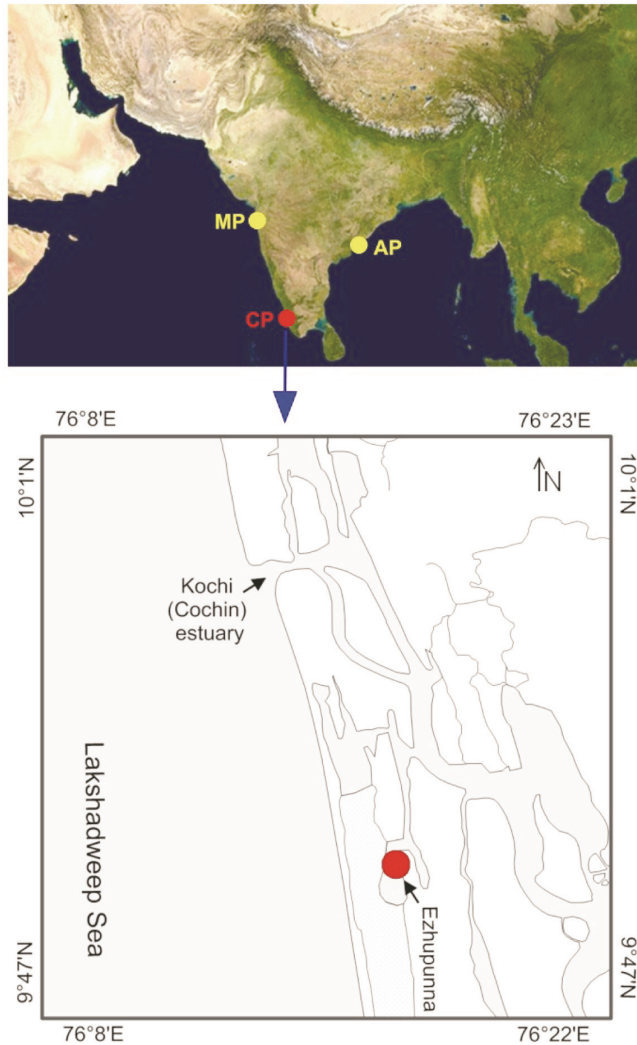 MP
AP
CP
76°8'E
76°23'E
10°1'N
10°1'N
N
Kochi
(Cochin)
estuary
Lakshadweep Sea
Ezhupunna
9°47'N
9°47'N
76°8'E
76°22'E